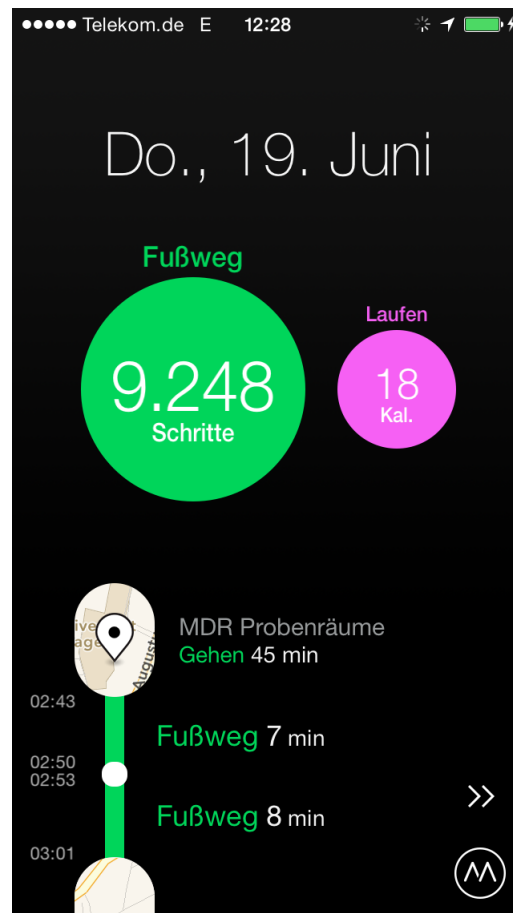 Telekom.de E 12:28
Do., 19. Juni
Fußweg
Laufen
9.248
Schritte
18
Kal.
MDR Probenräume
Gehen 45 min
02:43
Fußweg 7 min
02:50
02:53
Fußweg 8 min
03:01